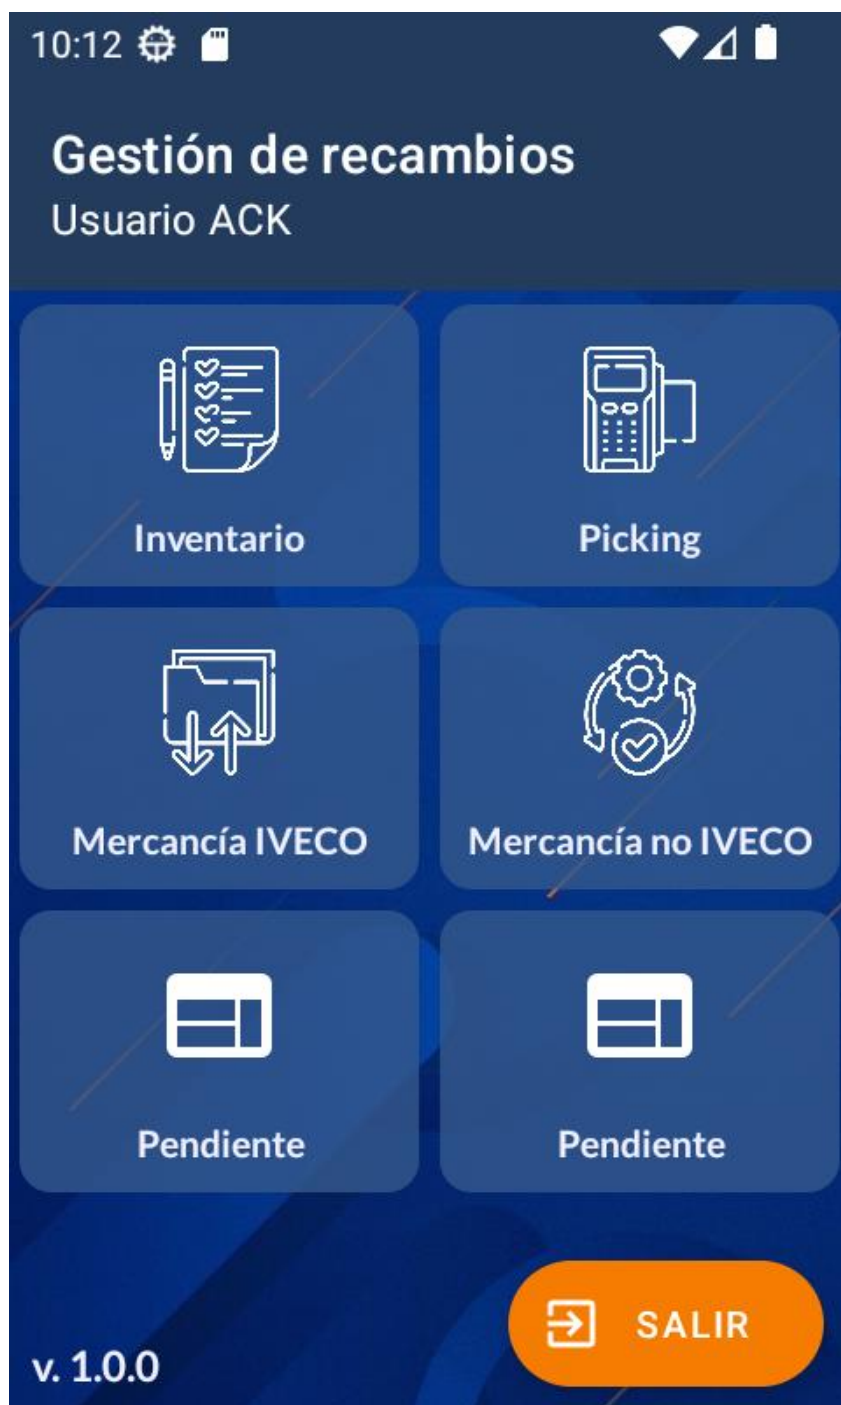 10:12
Gestión de recambios
Usuario ACK
Inventario
Picking
Mercancía IVECO
Mercancía no IVECO
Pendiente
Pendiente
SALIR
v. 1.0.0